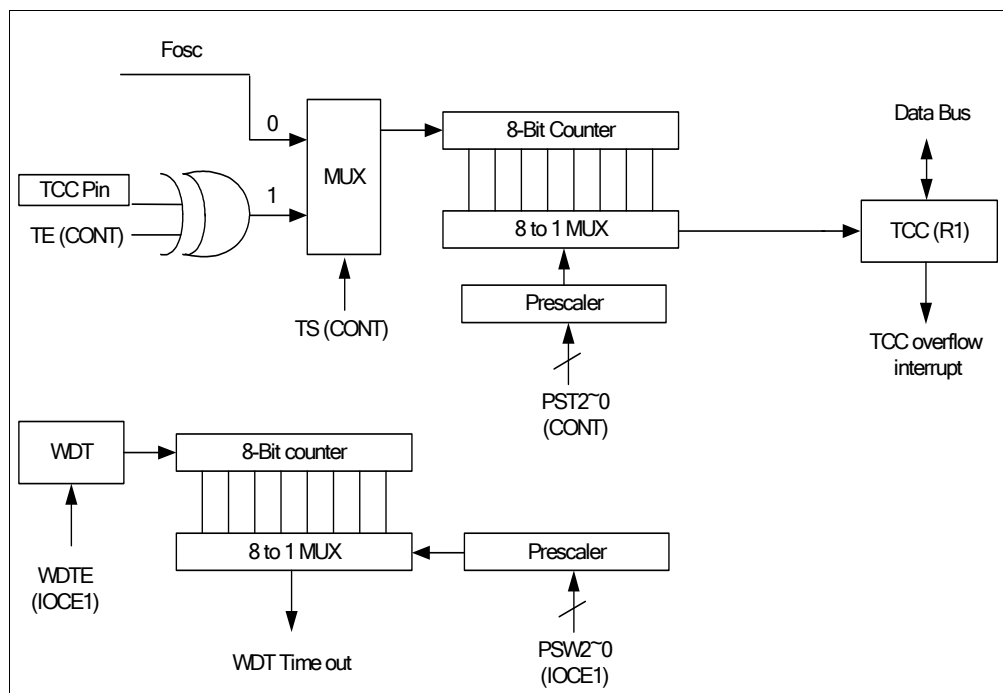 Fosc
0
8-Bit Counter
Data Bus
MUX
TCC Pin
1
TE (CONT)
8 to 1 MUX
TCC (R1)
TS (CONT)
Prescaler
TCC overflow
interrupt
PST2~0
(CONT)
WDT
8-Bit counter
8 to 1 MUX
Prescaler
WDTE
(IOCE1)
WDT Time out
PSW2~0
(IOCE1)